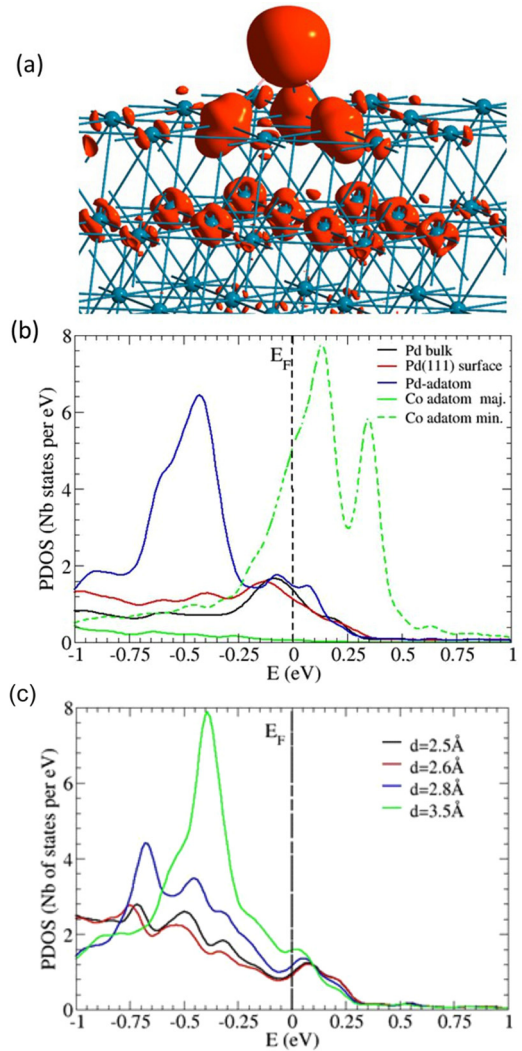 (a)
(b)
8
6
4
2
0
PDOS (Nb states per eV)
E_F
Pd bulk
Pd(111) surface
Pd-adatom
Co adatom maj.
Co adatom min.
-1 -0.75 -0.5 -0.25 0 0.25 0.5 0.75 1
E (eV)
(c)
8
6
4
2
0
PDOS (Nb of states per eV)
E_F
d=2.5Å
d=2.6Å
d=2.8Å
d=3.5Å
-1 -0.75 -0.5 -0.25 0 0.25 0.5 0.75 1
E (eV)